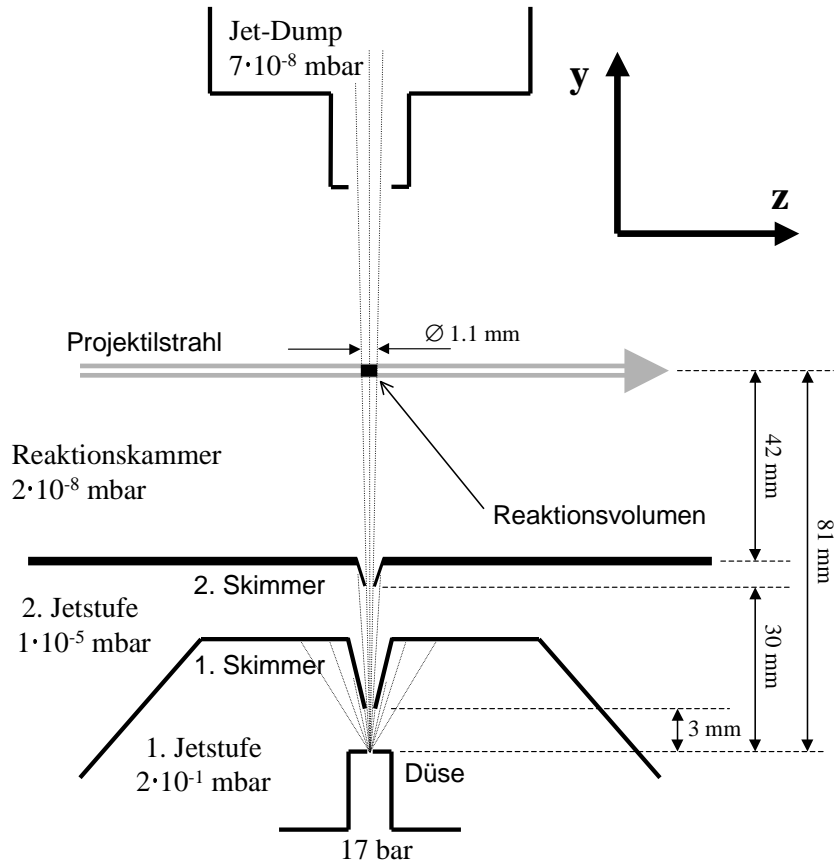 Jet-Dump
7·10⁻⁸ mbar
y
z
Projektilstrahl
∅ 1.1 mm
Reaktionskammer
2·10⁻⁸ mbar
42 mm
Reaktionsvolumen
81 mm
2. Skimmer
2. Jetstufe
1·10⁻⁵ mbar
30 mm
1. Skimmer
3 mm
1. Jetstufe
2·10⁻¹ mbar
Düse
17 bar